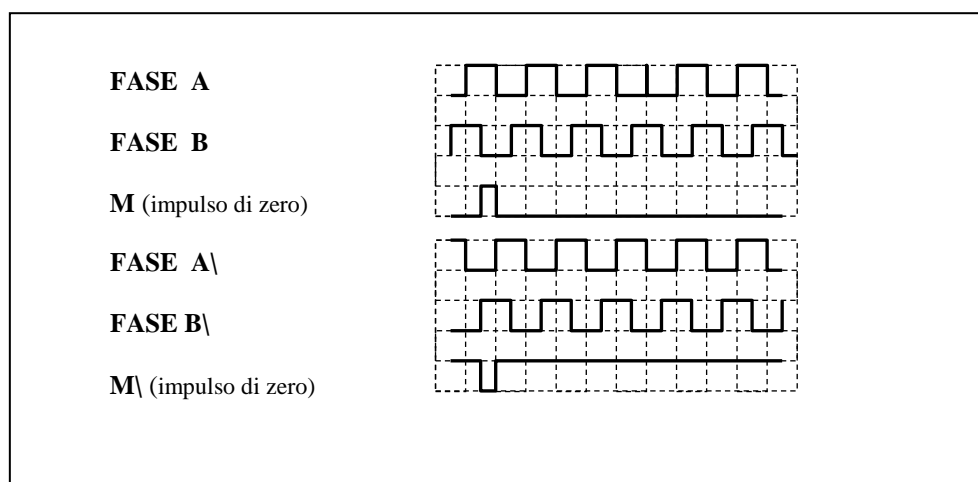 FASE A
FASE B
M (impulso di zero)
FASE A\
FASE B\
M\ (impulso di zero)